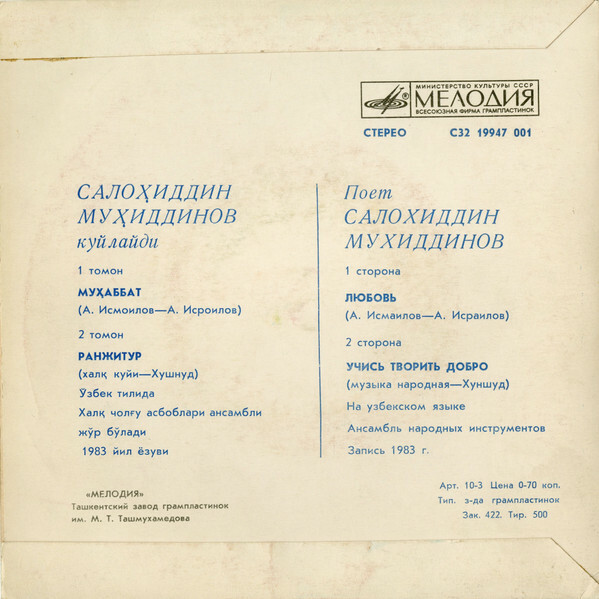 МИНИСТЕРСТВО КУЛЬТУРЫ СССР
МЕЛОДИЯ
ВСЕСОЮЗНАЯ ФИРМА ГРАМПЛАСТИНОК
СТЕРЕО С32 19947 001
САЛОҲИДДИН
МУҲИДДИНОВ
куйлайди
1 томон
МУҲАББАТ
(А. Исмоилов—А. Исроилов)
2 томон
РАНЖИТУР
(халқ куйи—Хушнуд)
Ўзбек тилида
Халқ чолғу асбоблари ансамбли
жўр бўлади
1983 йил ёзуви
Поет
САЛОХИДДИН
МУХИДДИНОВ
1 сторона
ЛЮБОВЬ
(А. Исмаилов—А. Исраилов)
2 сторона
УЧИСЬ ТВОРИТЬ ДОБРО
(музыка народная—Хуншуд)
На узбекском языке
Ансамбль народных инструментов
Запись 1983 г.
«МЕЛОДИЯ»
Ташкентский завод грампластинок
им. М. Т. Ташмухамедова
Арт. 10-3 Цена 0-70 коп.
Тип. з-да грампластинок
Зак. 422. Тир. 500